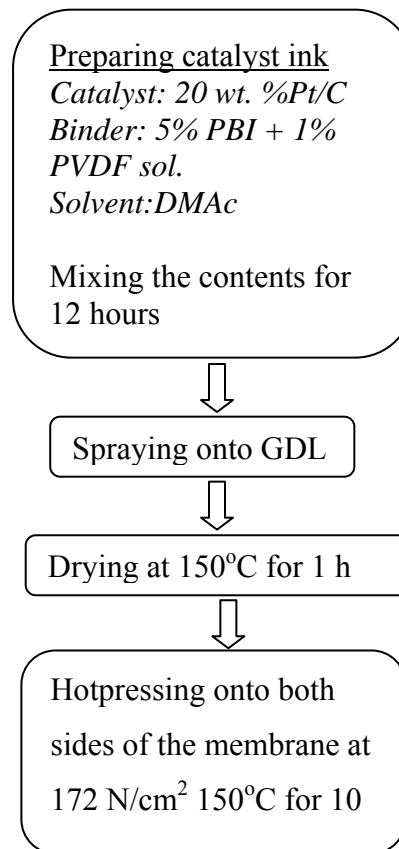 Preparing catalyst ink
Catalyst: 20 wt. %Pt/C
Binder: 5% PBI + 1%
PVDF sol.
Solvent:DMAc
Mixing the contents for
12 hours
Spraying onto GDL
Drying at 150°C for 1 h
Hotpressing onto both
sides of the membrane at
172 N/cm² 150°C for 10